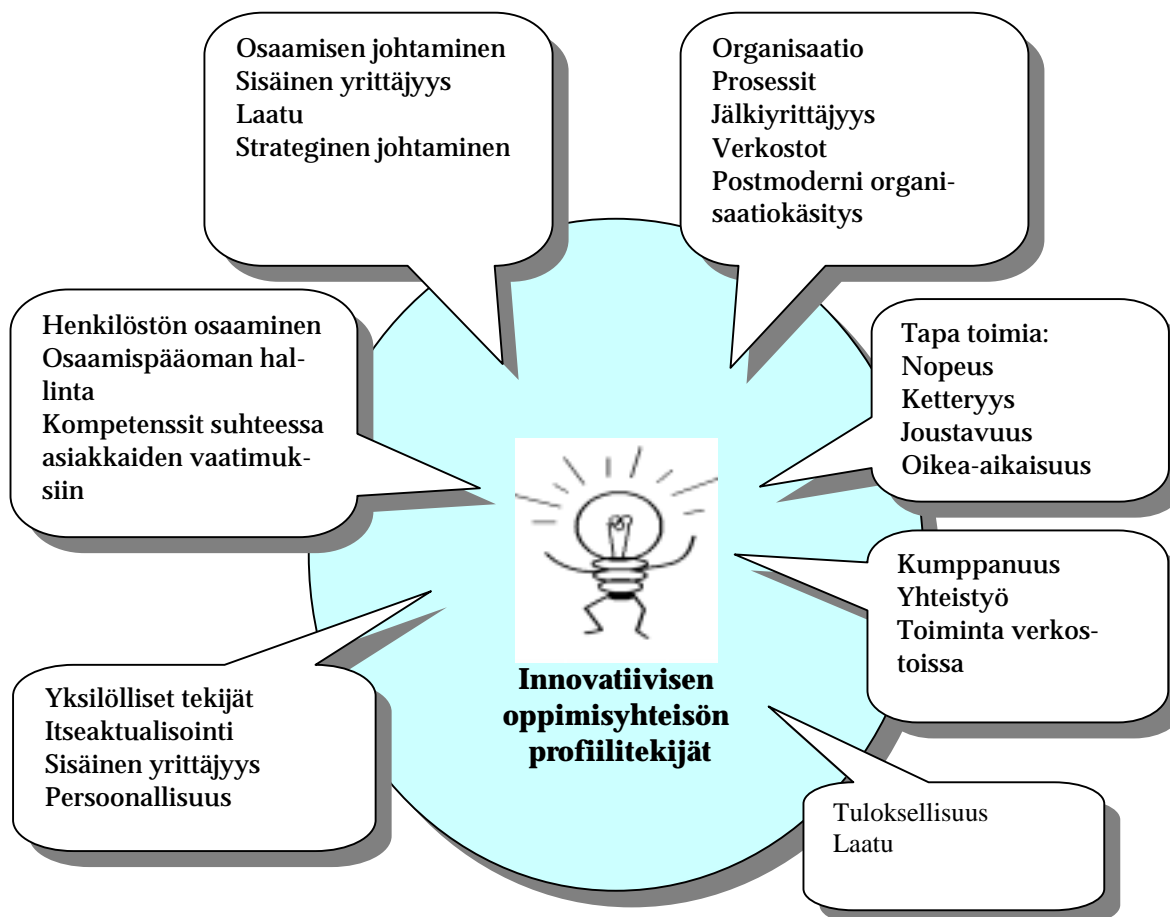 Osaamisen johtaminen
Sisäinen yrittäjyys
Laatu
Strateginen johtaminen
Organisaatio
Prosessit
Jälkiyrittäjyys
Verkostot
Postmoderni organi-
saatiokäsitys
Henkilöstön osaaminen
Osaamispääoman hal-
linta
Kompetenssit suhteessa
asiakkaiden vaatimuk-
siin
Tapa toimia:
Nopeus
Ketteryys
Joustavuus
Oikea-aikaisuus
Kumppanuus
Yhteistyö
Toiminta verkos-
toissa
Yksilölliset tekijät
Itseaktualisointi
Sisäinen yrittäjyys
Persoonallisuus
Innovatiivisen
oppimisyhteisön
profiilitekijät
Tuloksellisuus
Laatu